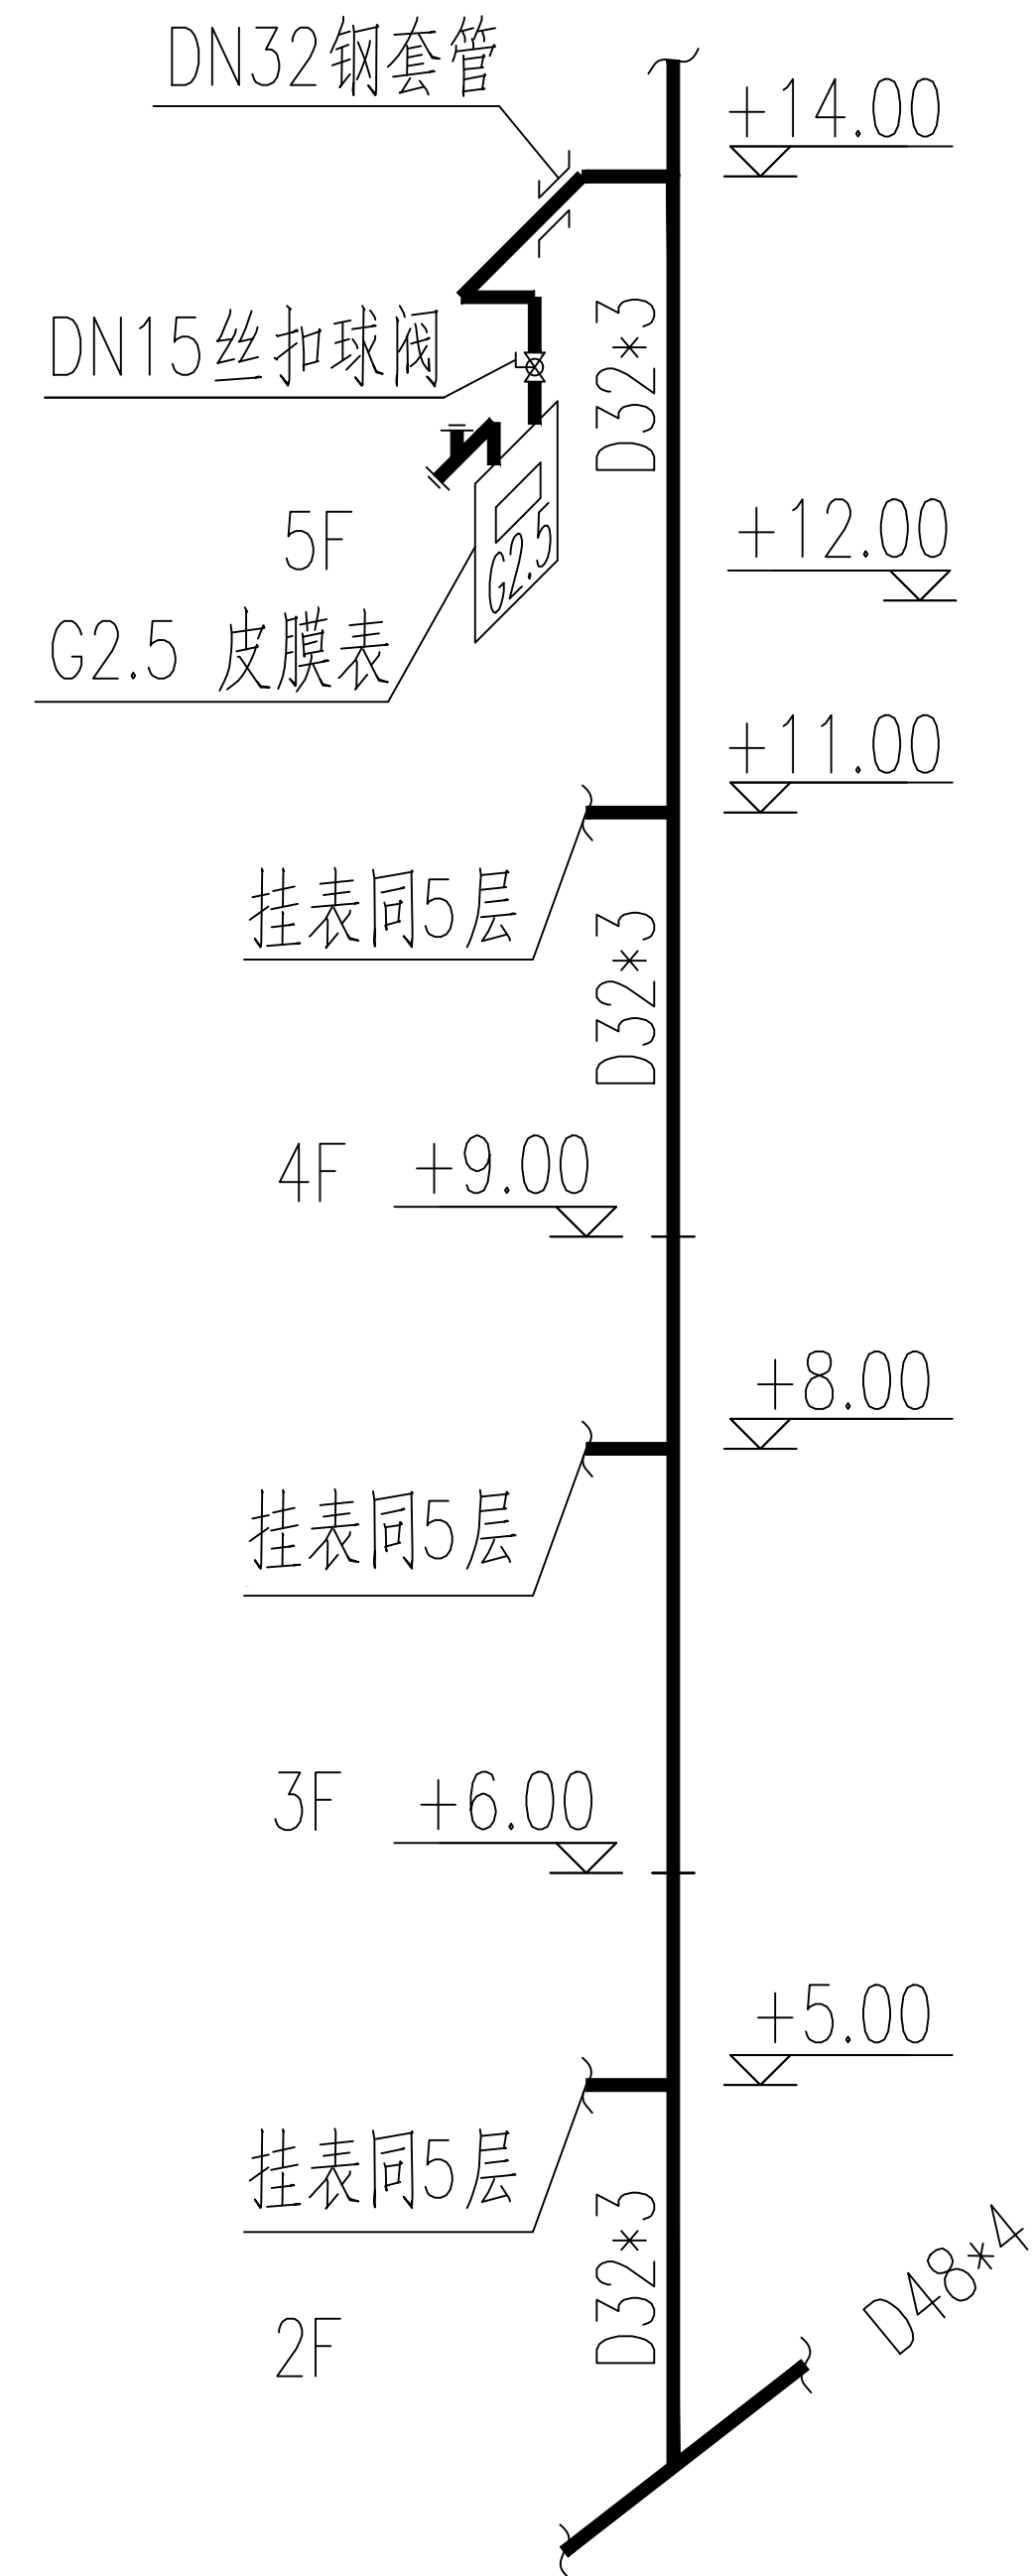 DN32钢套管
+14.00
DN15丝扣球阀
D32*3
5F
+12.00
G2.5
G2.5 皮膜表
+11.00
挂表同5层
D32*3
4F
+9.00
+8.00
挂表同5层
3F
+6.00
+5.00
挂表同5层
D32*3
D48*4
2F